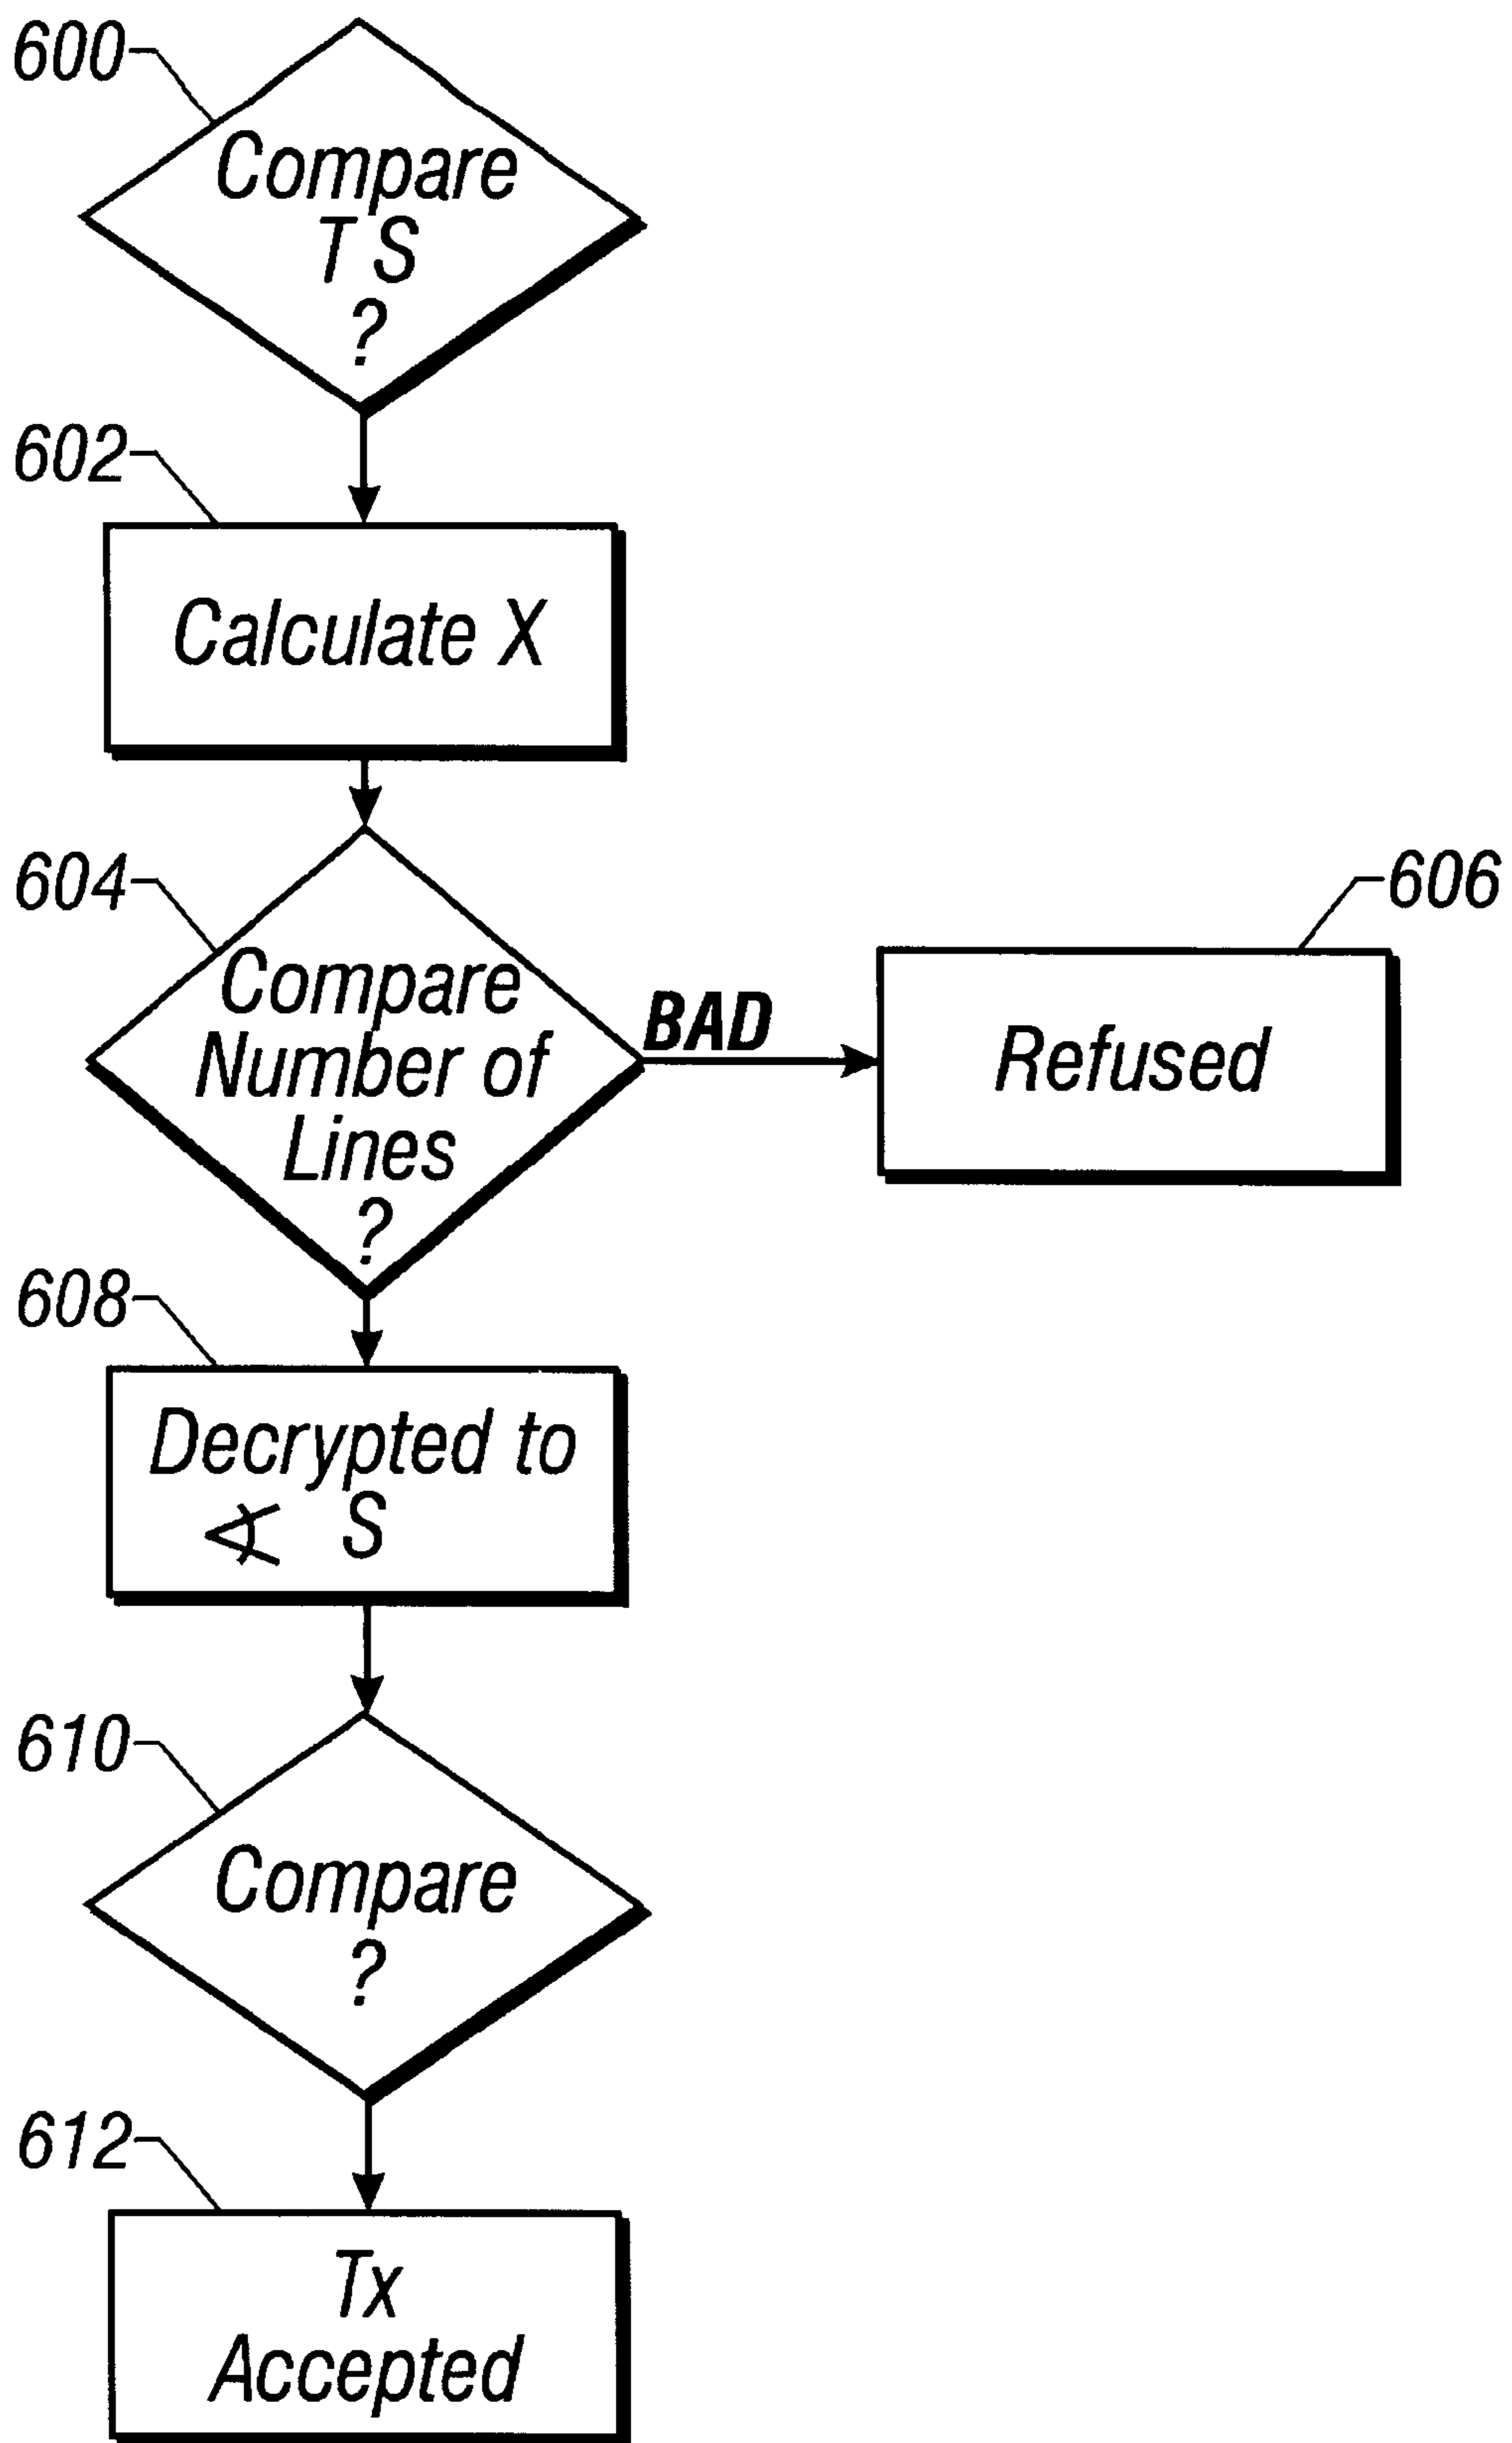 600
Compare
T S
?
602
Calculate X
604
Compare
Number of
Lines
?
BAD
606
Refused
608
Decrypted to
∢ S
610
Compare
?
612
Tx
Accepted